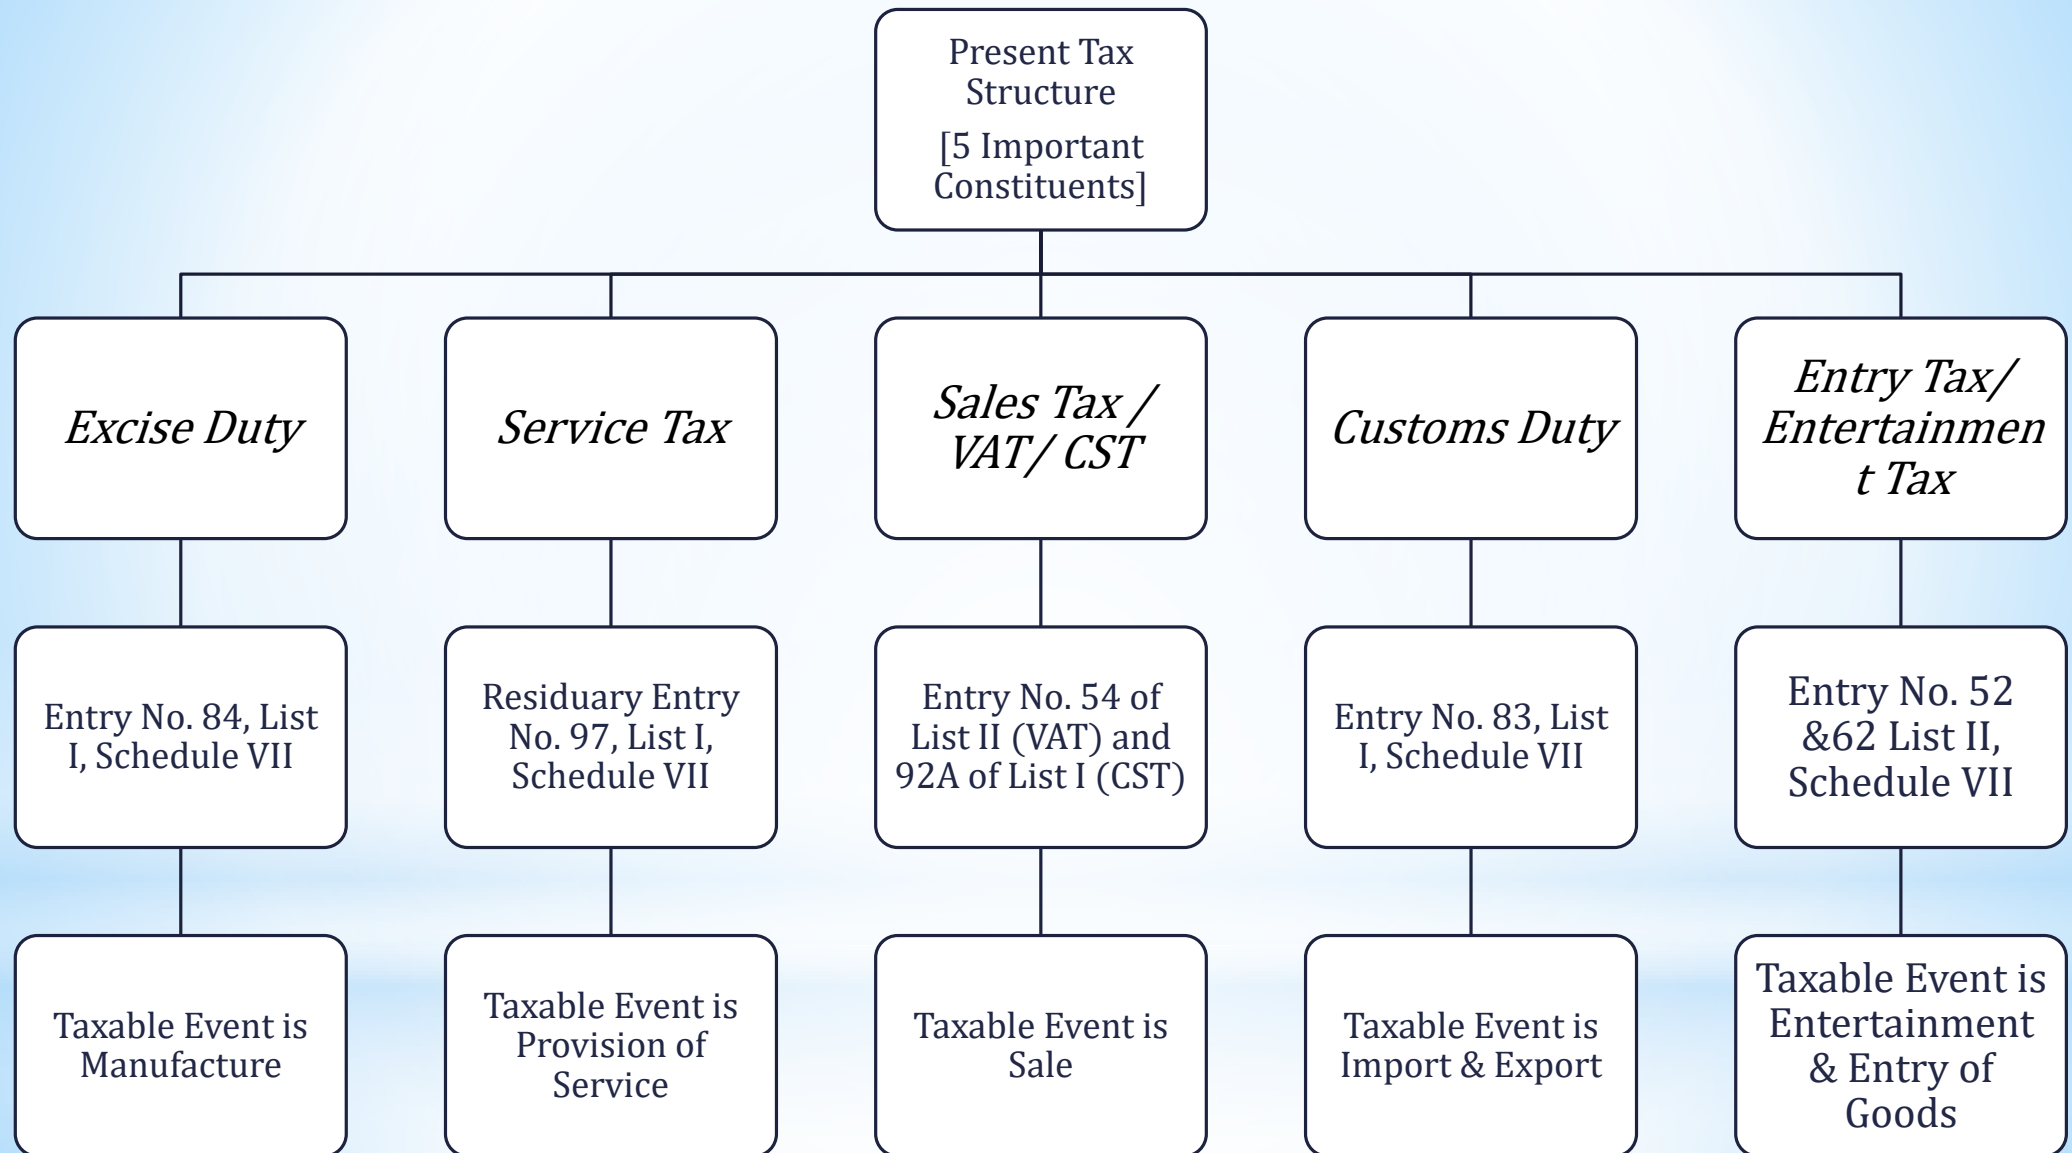 Present Tax
Structure
[5 Important
Constituents]
Excise Duty
Service Tax
Sales Tax /
VAT/ CST
Customs Duty
Entry Tax/
Entertainmen
t Tax
Entry No. 84, List
I, Schedule VII
Residuary Entry
No. 97, List I,
Schedule VII
Entry No. 54 of
List II (VAT) and
92A of List I (CST)
Entry No. 83, List
I, Schedule VII
Entry No. 52
&62 List II,
Schedule VII
Taxable Event is
Manufacture
Taxable Event is
Provision of
Service
Taxable Event is
Sale
Taxable Event is
Import & Export
Taxable Event is
Entertainment
& Entry of
Goods